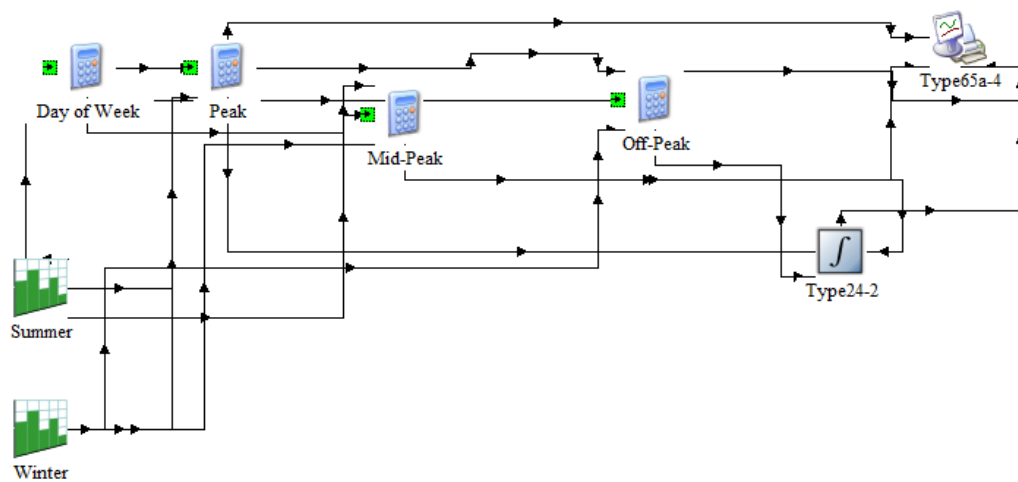 Type65a-4
Day of Week
Peak
Off-Peak
Mid-Peak
Type24-2
Summer
Winter